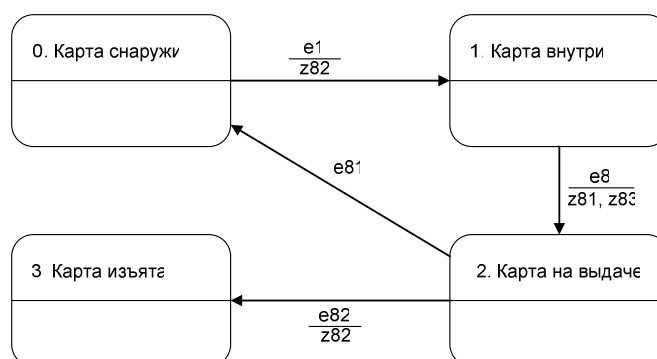 0. Карта снаружи
e1
z82
1. Карта внутри
e81
e8
z81, z83
3 Карта изъята
2. Карта на выдаче
e82
z82